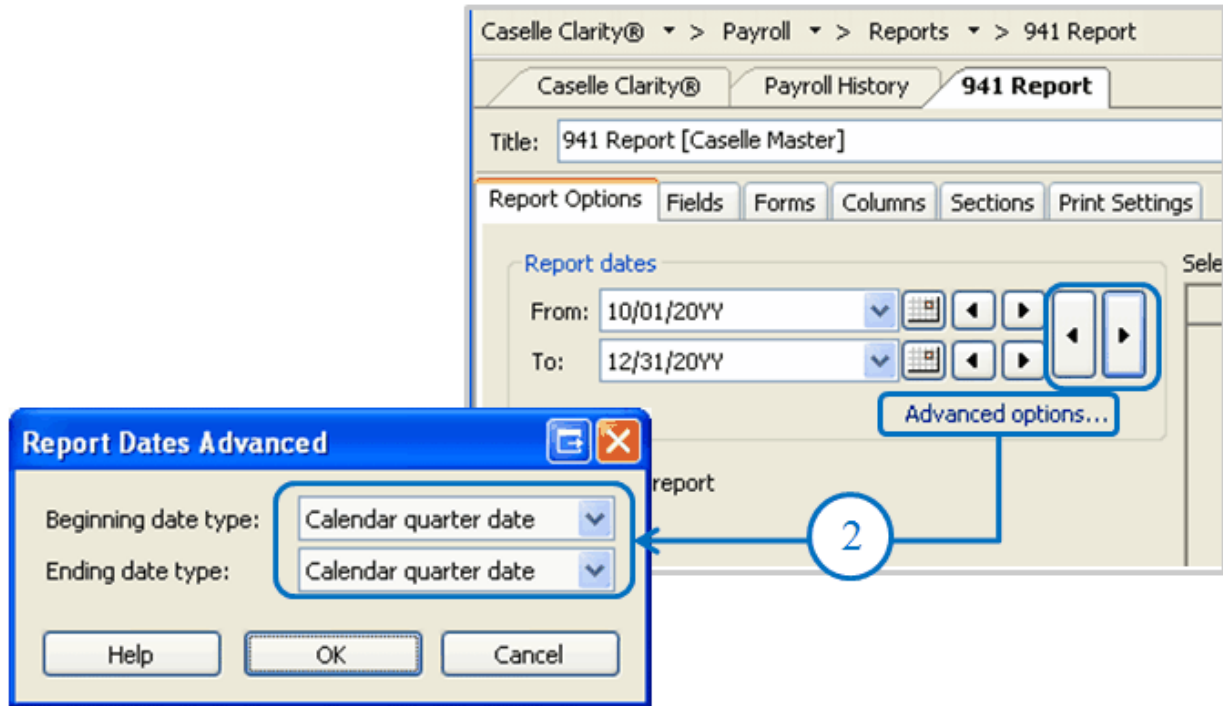 Caselle Clarity® > Payroll > Reports > 941 Report
Caselle Clarity® Payroll History 941 Report
Title: 941 Report [Caselle Master]
Report Options Fields Forms Columns Sections Print Settings
Report dates
Sele
From: 10/01/20YY
To: 12/31/20YY
Advanced options...
report
Report Dates Advanced
Beginning date type: Calendar quarter date
Ending date type: Calendar quarter date
Help OK Cancel
2